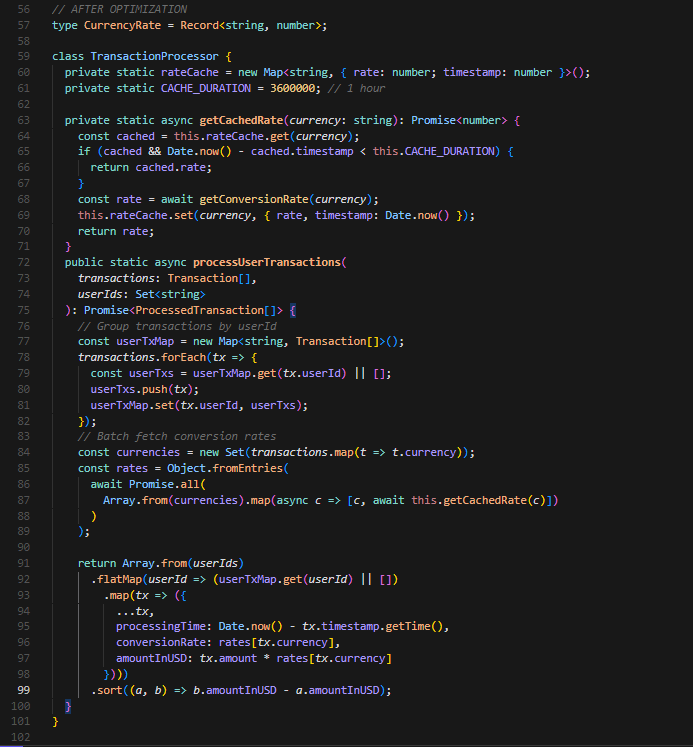 56 // AFTER OPTIMIZATION
57 type CurrencyRate = Record<string, number>;
58
59 class TransactionProcessor {
60   private static rateCache = new Map<string, { rate: number; timestamp: number }>();
61   private static CACHE_DURATION = 3600000; // 1 hour
62
63   private static async getCachedRate(currency: string): Promise<number> {
64     const cached = this.rateCache.get(currency);
65     if (cached && Date.now() - cached.timestamp < this.CACHE_DURATION) {
66       return cached.rate;
67     }
68     const rate = await getConversionRate(currency);
69     this.rateCache.set(currency, { rate, timestamp: Date.now() });
70     return rate;
71   }
72   public static async processUserTransactions(
73     transactions: Transaction[],
74     userIds: Set<string>
75   ): Promise<ProcessedTransaction[]> {
76     // Group transactions by userId
77     const userTxMap = new Map<string, Transaction[]>();
78     transactions.forEach(tx => {
79       const userTxs = userTxMap.get(tx.userId) || [];
80       userTxs.push(tx);
81       userTxMap.set(tx.userId, userTxs);
82     });
83     // Batch fetch conversion rates
84     const currencies = new Set(transactions.map(t => t.currency));
85     const rates = Object.fromEntries(
86       await Promise.all(
87         Array.from(currencies).map(async c => [c, await this.getCachedRate(c)])
88       )
89     );
90
91     return Array.from(userIds)
92       .flatMap(userId => (userTxMap.get(userId) || [])
93         .map(tx => ({
94           ...tx,
95           processingTime: Date.now() - tx.timestamp.getTime(),
96           conversionRate: rates[tx.currency],
97           amountInUSD: tx.amount * rates[tx.currency]
98         })))
99       .sort((a, b) => b.amountInUSD - a.amountInUSD);
100   }
101 }
102